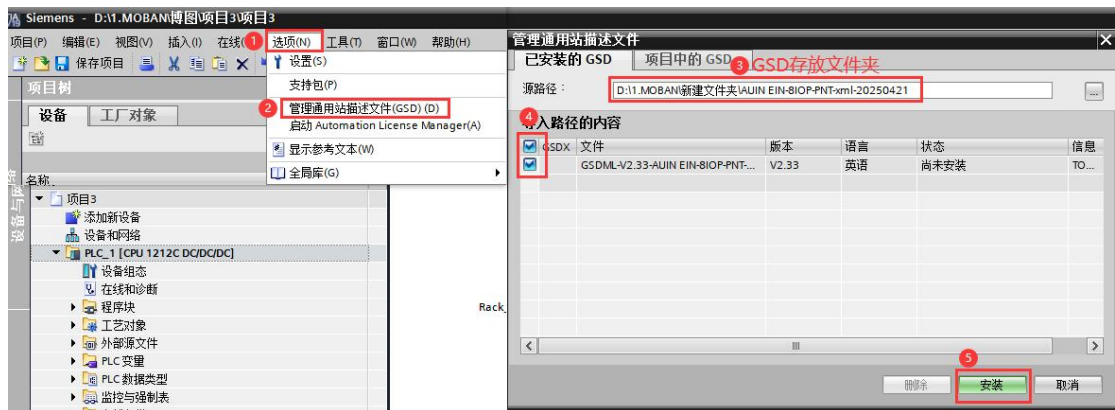 Siemens - D:\1.MOBAN\博图\项目3\项目3
项目(P) 编辑(E) 视图(V) 插入(I) 在线( 1 选项(N) 工具(T) 窗口(W) 帮助(H)
保存项目
设置(S)
支持包(P)
2 管理通用站描述文件(GSD) (D)
启动 Automation License Manager(A)
显示参考文本(W)
全局库(G)
项目树
设备 工厂对象
名称
项目3
添加新设备
设备和网络
PLC_1 [CPU 1212C DC/DC/DC]
设备组态
在线和诊断
程序块
工艺对象
外部源文件
PLC 变量
PLC 数据类型
监控与强制表
设备与网
Rack_
管理通用站描述文件
已安装的 GSD 项目中的 GSD
3 GSD存放文件夹
源路径: D:\1.MOBAN\新建文件夹\AUIN EIN-8IOP-PNT-xml-20250421 ...
4 入路径的内容
GSDX 文件 版本 语言 状态 信息
GSDML-V2.33-AUIN EIN-8IOP-PNT-... V2.33 英语 尚未安装 TO...
5
删除 安装 取消